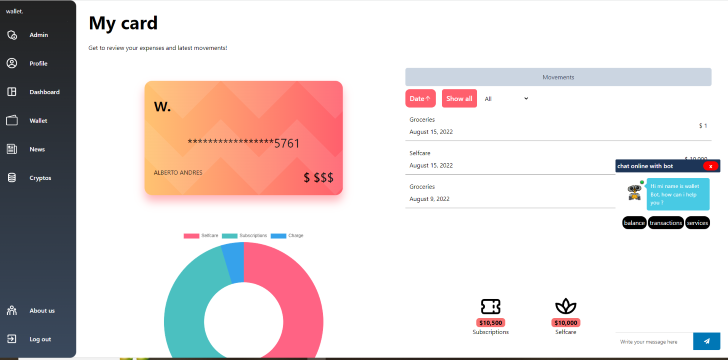 wallet.
Admin
Profile
Dashboard
Wallet
News
Cryptos
About us
Log out
My card
Get to review your expenses and latest movements!
W.
*****************5761
ALBERTO ANDRES
$ $$$
Selfcare Subscriptions Charge
Movements
Date↑ Show all All
Groceries
August 15, 2022
$ 1
Selfcare
August 15, 2022
$ 10,000
Groceries
August 9, 2022
chat online with bot x
Hi mi name is wallet
Bot, how can i help
you ?
balance transactions services
$10,500
Subscriptions
$10,000
Selfcare
Write your message here